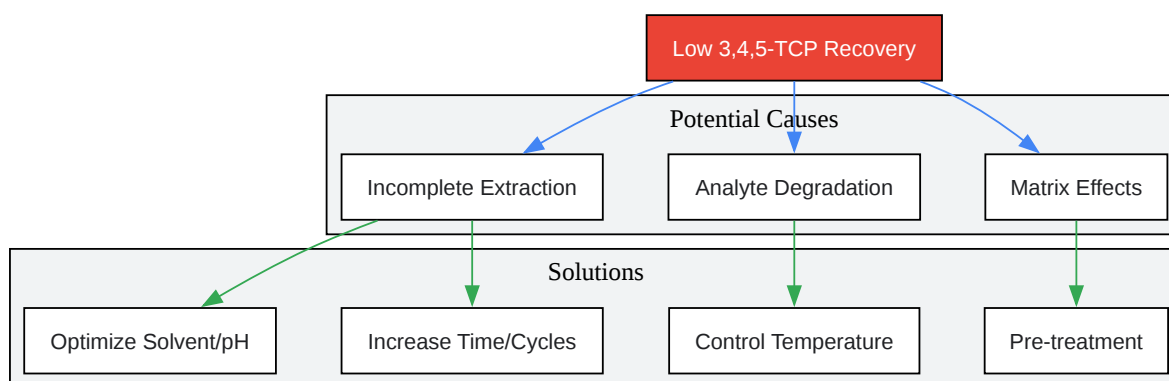 Low 3,4,5-TCP Recovery
Potential Causes
Incomplete Extraction
Analyte Degradation
Matrix Effects
Solutions
Optimize Solvent/pH
Increase Time/Cycles
Control Temperature
Pre-treatment